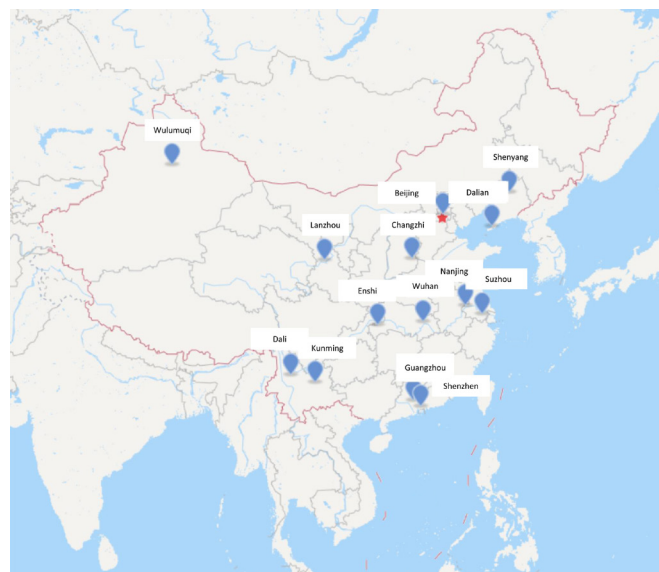 Wulumuqi
Shenyang
Beijing
Dalian
Lanzhou
Changzhi
Nanjing
Suzhou
Enshi
Wuhan
Dali
Kunming
Guangzhou
Shenzhen